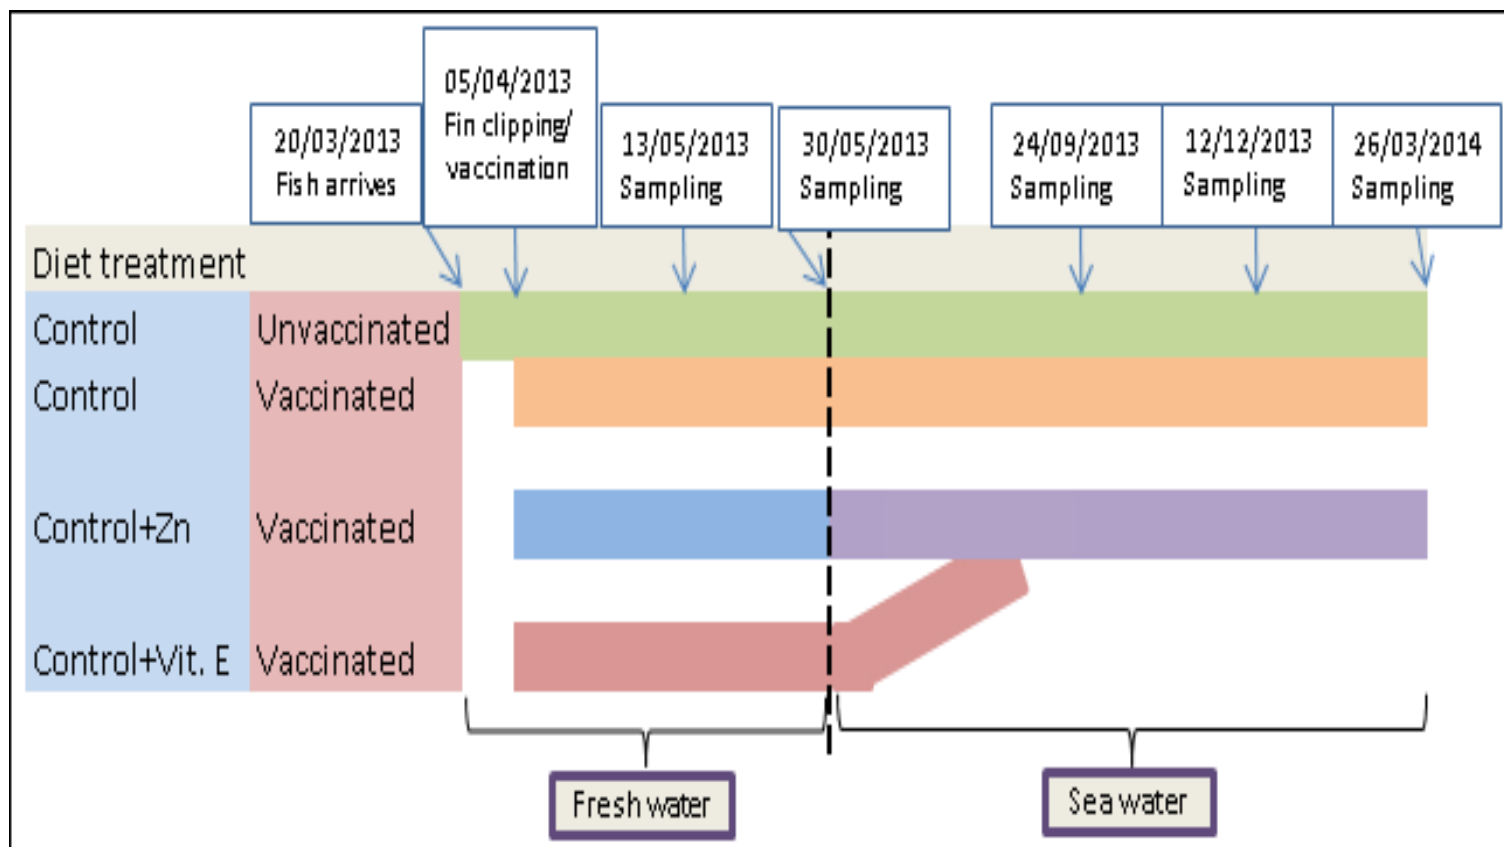 20/03/2013
Fish arrives
05/04/2013
Fin clipping/
vaccination
13/05/2013
Sampling
30/05/2013
Sampling
24/09/2013
Sampling
12/12/2013
Sampling
26/03/2014
Sampling
Diet treatment
Control Unvaccinated
Control Vaccinated
Control+Zn Vaccinated
Control+Vit. E Vaccinated
Fresh water
Sea water